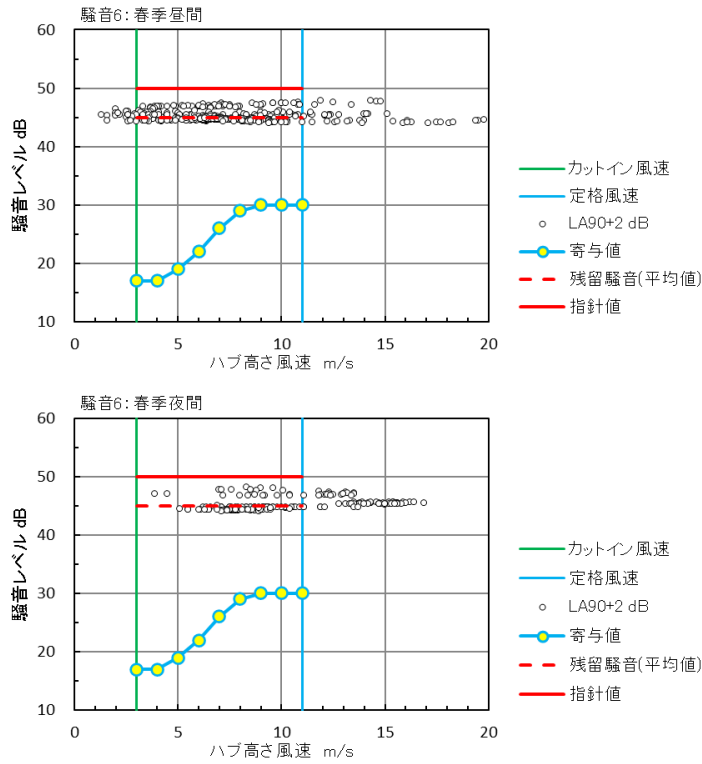 騒音6:春季昼間
60
50
40
30
20
10
騒音レベル dB
0
5
10
15
20
ハブ高さ風速 m/s
カットイン風速
定格風速
LA90+2 dB
寄与値
残留騒音(平均値)
指針値
騒音6:春季夜間
60
50
40
30
20
10
騒音レベル dB
0
5
10
15
20
ハブ高さ風速 m/s
カットイン風速
定格風速
LA90+2 dB
寄与値
残留騒音(平均値)
指針値